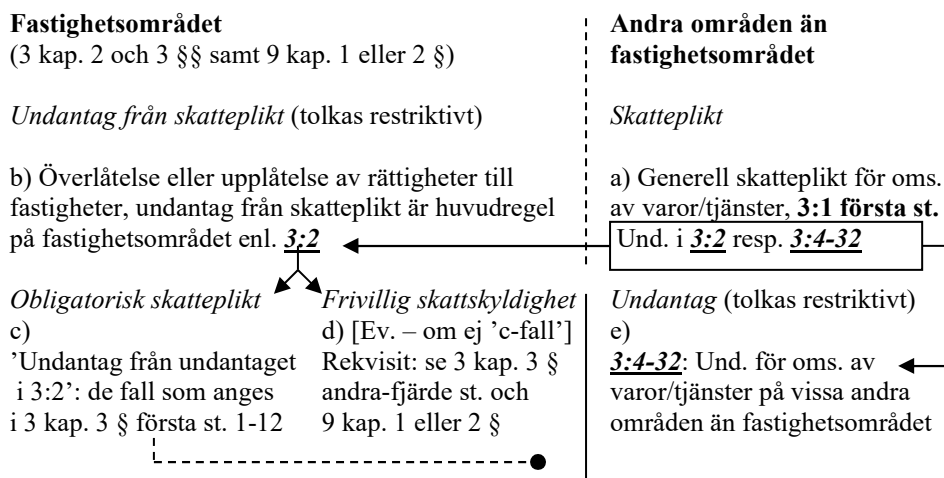 Fastighetsområdet
(3 kap. 2 och 3 §§ samt 9 kap. 1 eller 2 §)
Undantag från skatteplikt (tolkas restriktivt)
b) Överlåtelse eller upplåtelse av rättigheter till
fastigheter, undantag från skatteplikt är huvudregel
på fastighetsområdet enl. 3:2
Obligatorisk skatteplikt
c)
’Undantag från undantaget
i 3:2’: de fall som anges
i 3 kap. 3 § första st. 1-12
Frivillig skattskyldighet
d) [Ev. – om ej ’c-fall’]
Rekvisit: se 3 kap. 3 §
andra-fjärde st. och
9 kap. 1 eller 2 §
Andra områden än
fastighetsområdet
Skatteplikt
a) Generell skatteplikt för oms.
av varor/tjänster, 3:1 första st.
Und. i 3:2 resp. 3:4-32
Undantag (tolkas restriktivt)
e)
3:4-32: Und. för oms. av
varor/tjänster på vissa andra
områden än fastighetsområdet